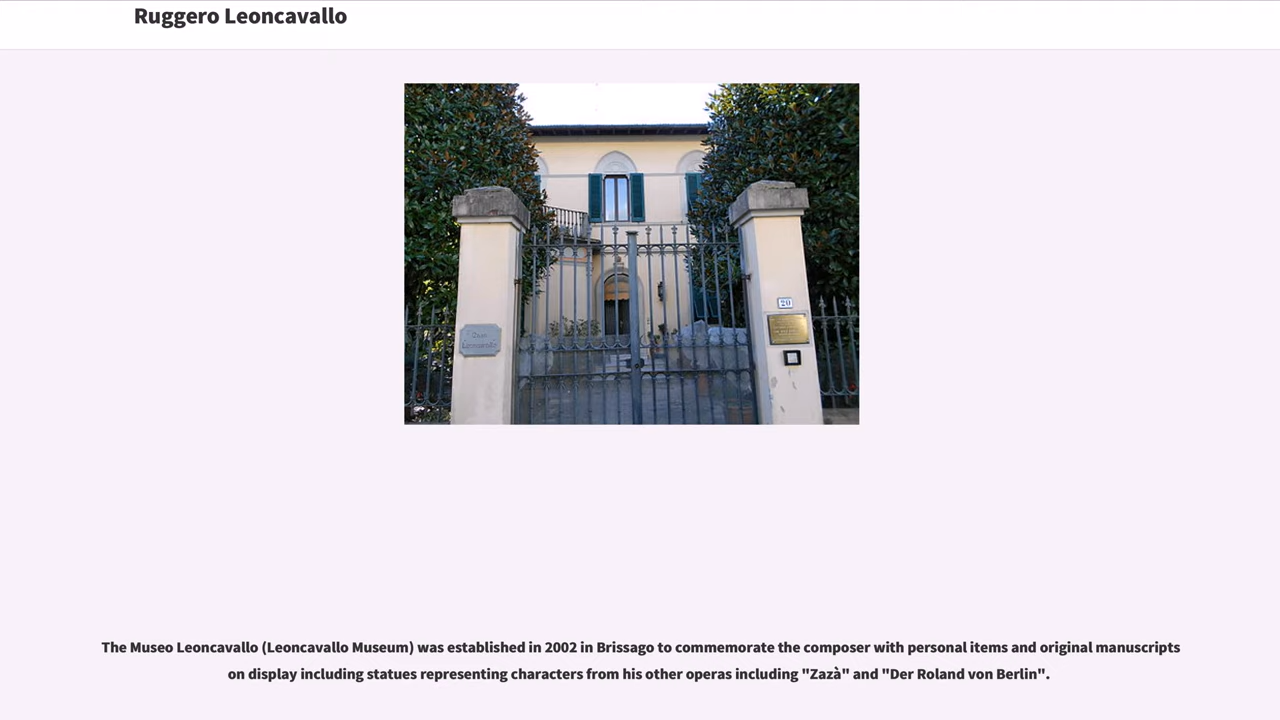 Ruggero Leoncavallo
20
The Museo Leoncavallo (Leoncavallo Museum) was established in 2002 in Brissago to commemorate the composer with personal items and original manuscripts
on display including statues representing characters from his other operas including "Zazà" and "Der Roland von Berlin".